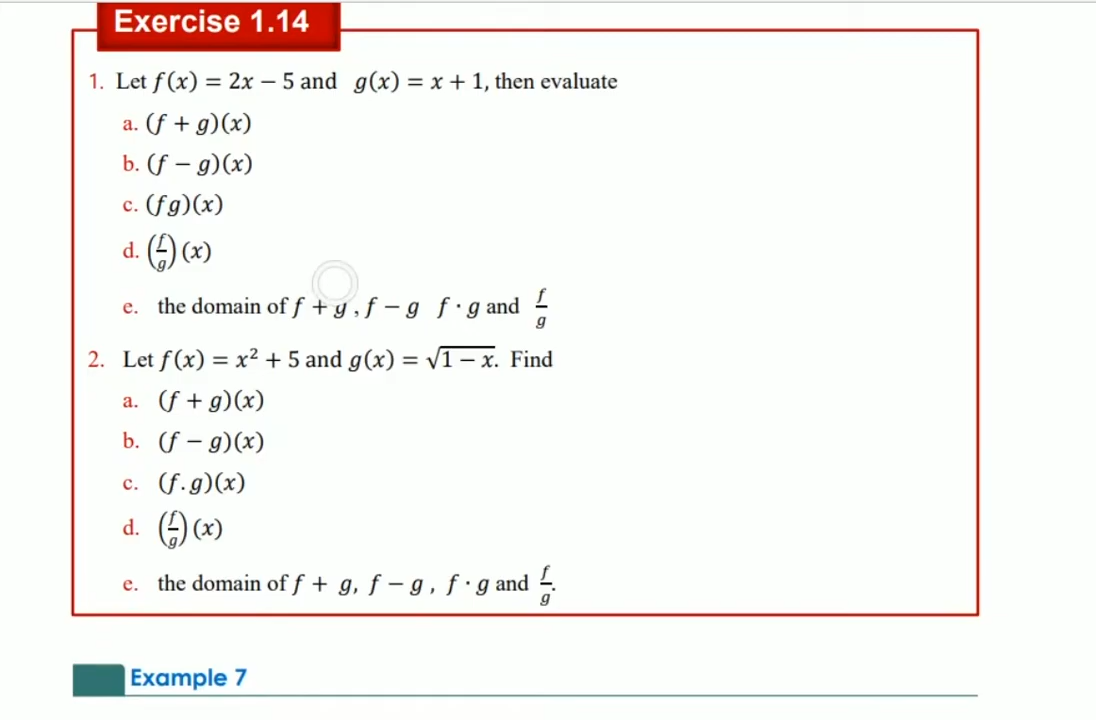 Exercise 1.14
1. Let f(x) = 2x − 5 and g(x) = x + 1, then evaluate
a. (f + g)(x)
b. (f − g)(x)
c. (fg)(x)
d. (f/g)(x)
e. the domain of f + g , f − g f · g and f/g
2. Let f(x) = x² + 5 and g(x) = √(1 − x). Find
a. (f + g)(x)
b. (f − g)(x)
c. (f.g)(x)
d. (f/g)(x)
e. the domain of f + g, f − g , f · g and f/g.
Example 7